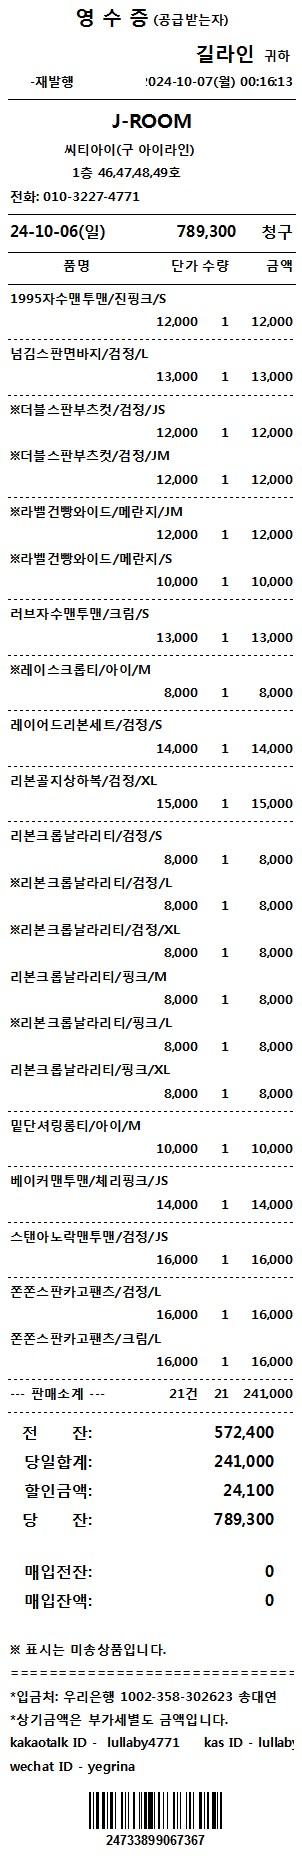 영 수 증 (공급받는자)
길라인 귀하
-재발행 2024-10-07(월) 00:16:13
J-ROOM
씨티아이(구 아이라인)
1층 46,47,48,49호
전화: 010-3227-4771
24-10-06(일) 789,300 청구
품명 단가 수량 금액
1995자수맨투맨/진핑크/S
12,000 1 12,000
넘김스판면바지/검정/L
13,000 1 13,000
※더블스판부츠컷/검정/JS
12,000 1 12,000
※더블스판부츠컷/검정/JM
12,000 1 12,000
※라벨건빵와이드/메란지/JM
12,000 1 12,000
※라벨건빵와이드/메란지/S
10,000 1 10,000
러브자수맨투맨/크림/S
13,000 1 13,000
※레이스크롭티/아이/M
8,000 1 8,000
레이어드리본세트/검정/S
14,000 1 14,000
리본골지상하복/검정/XL
15,000 1 15,000
리본크롭날라리티/검정/S
8,000 1 8,000
※리본크롭날라리티/검정/L
8,000 1 8,000
※리본크롭날라리티/검정/XL
8,000 1 8,000
리본크롭날라리티/핑크/M
8,000 1 8,000
※리본크롭날라리티/핑크/L
8,000 1 8,000
리본크롭날라리티/핑크/XL
8,000 1 8,000
밑단셔링롱티/아이/M
10,000 1 10,000
베이커맨투맨/체리핑크/JS
14,000 1 14,000
스탠아노락맨투맨/검정/JS
16,000 1 16,000
쫀쫀스판카고팬츠/검정/L
16,000 1 16,000
쫀쫀스판카고팬츠/크림/L
16,000 1 16,000
--- 판매소계 --- 21건 21 241,000
전 잔: 572,400
당일합계: 241,000
할인금액: 24,100
당 잔: 789,300
매입전잔: 0
매입잔액: 0
※ 표시는 미송상품입니다.
==============================
*입금처: 우리은행 1002-358-302623 송대연
*상기금액은 부가세별도 금액입니다.
kakaotalk ID - lullaby4771 kas ID - lullaby
wechat ID - yegrina
24733899067367